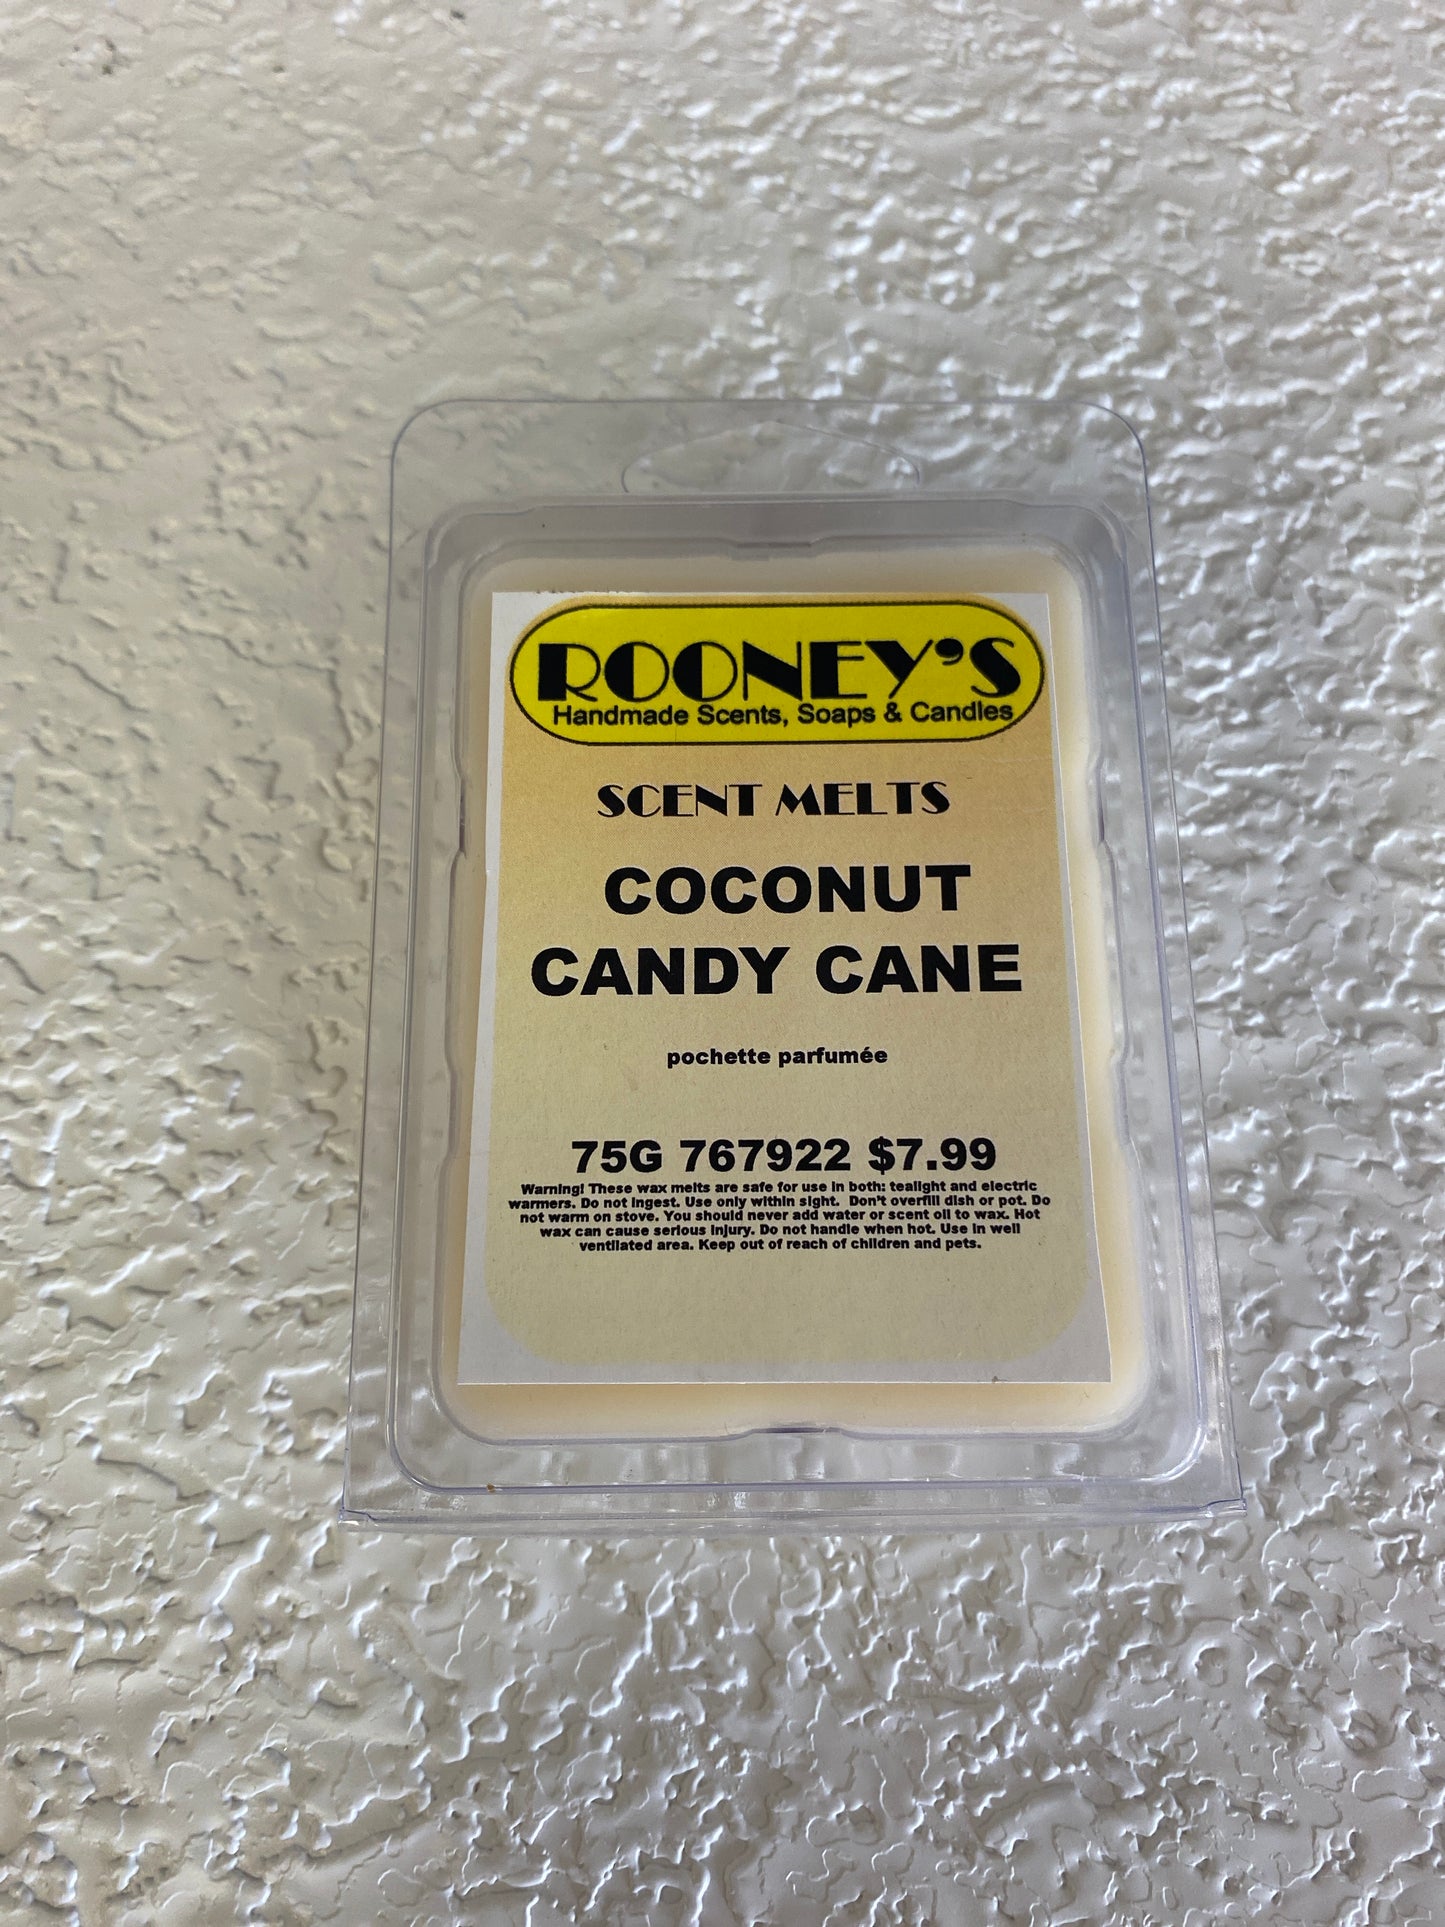 ROONEY'S
Handmade Scents, Soaps & Candles
SCENT MELTS
COCONUT
CANDY CANE
pochette parfumée
75G 767922 $7.99
Warning! These wax melts are safe for use in both: tealight and electric
warmers. Do not ingest. Use only within sight. Don't overfill dish or pot. Do
not warm on stove. You should never add water or scent oil to wax. Hot
wax can cause serious injury. Do not handle when hot. Use in well
ventilated area. Keep out of reach of children and pets.